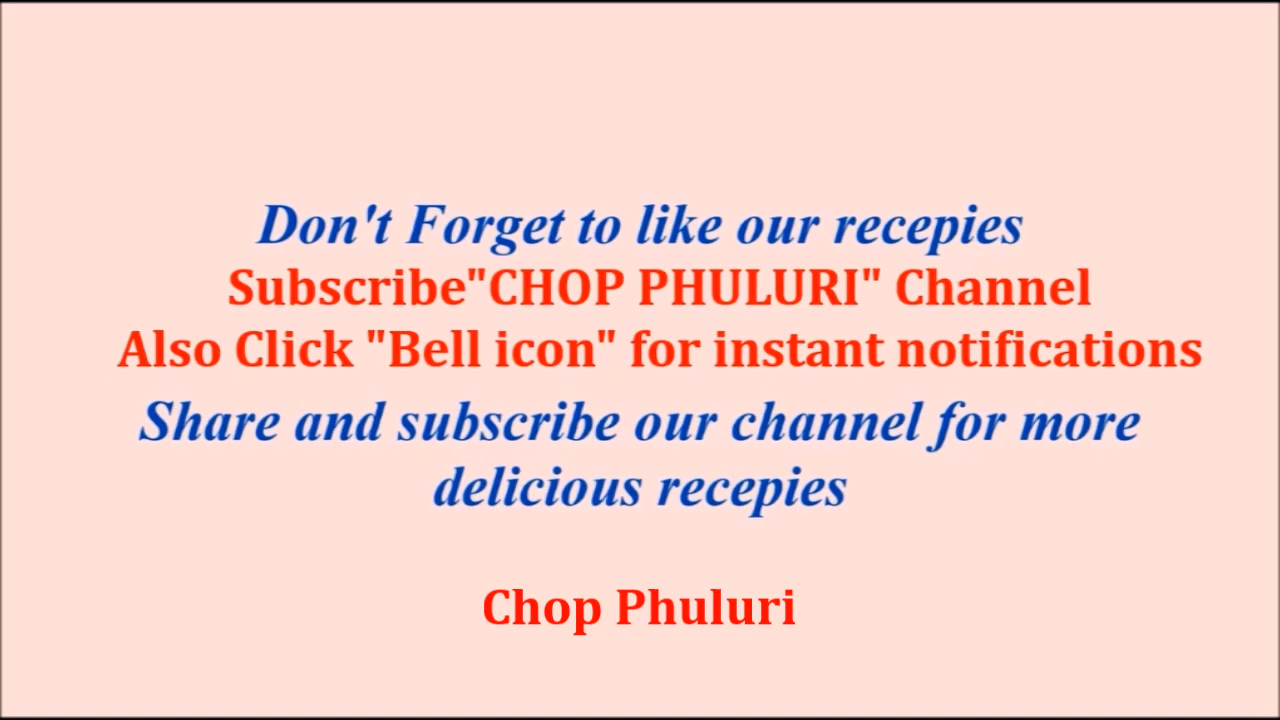 Don't Forget to like our recepies
Subscribe"CHOP PHULURI" Channel
Also Click "Bell icon" for instant notifications
Share and subscribe our channel for more
delicious recepies
Chop Phuluri